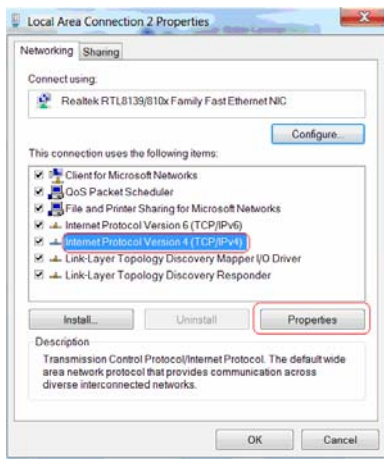 Local Area Connection 2 Properties
Networking Sharing
Connect using:
Realtek RTL8139/810x Family Fast Ethernet NIC
Configure...
This connection uses the following items:
Client for Microsoft Networks
QoS Packet Scheduler
File and Printer Sharing for Microsoft Networks
Internet Protocol Version 6 (TCP/IPv6)
Internet Protocol Version 4 (TCP/IPv4)
Link-Layer Topology Discovery Mapper I/O Driver
Link-Layer Topology Discovery Responder
Install... Uninstall Properties
Description
Transmission Control Protocol/Internet Protocol. The default wide
area network protocol that provides communication across
diverse interconnected networks.
OK Cancel